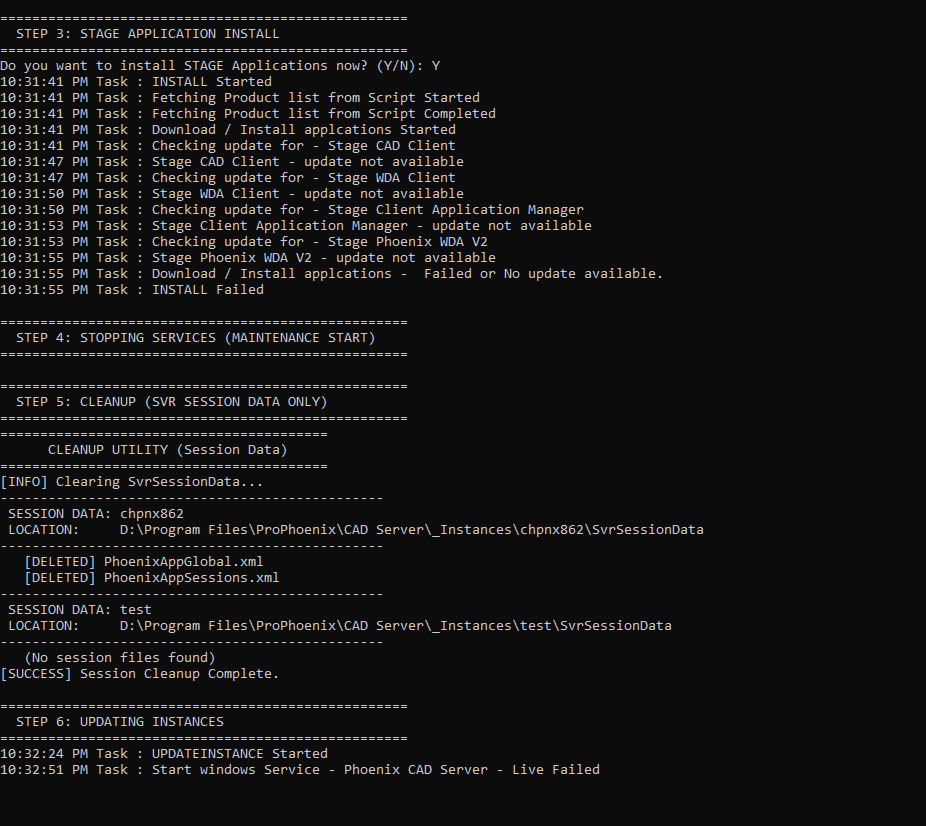 ==================================================
  STEP 3: STAGE APPLICATION INSTALL
==================================================
Do you want to install STAGE Applications now? (Y/N): Y
10:31:41 PM Task : INSTALL Started
10:31:41 PM Task : Fetching Product list from Script Started
10:31:41 PM Task : Fetching Product list from Script Completed
10:31:41 PM Task : Download / Install applcations Started
10:31:41 PM Task : Checking update for - Stage CAD Client
10:31:47 PM Task : Stage CAD Client - update not available
10:31:47 PM Task : Checking update for - Stage WDA Client
10:31:50 PM Task : Stage WDA Client - update not available
10:31:50 PM Task : Checking update for - Stage Client Application Manager
10:31:53 PM Task : Stage Client Application Manager - update not available
10:31:53 PM Task : Checking update for - Stage Phoenix WDA V2
10:31:55 PM Task : Stage Phoenix WDA V2 - update not available
10:31:55 PM Task : Download / Install applcations -  Failed or No update available.
10:31:55 PM Task : INSTALL Failed
==================================================
  STEP 4: STOPPING SERVICES (MAINTENANCE START)
==================================================
==================================================
  STEP 5: CLEANUP (SVR SESSION DATA ONLY)
==================================================
=========================================
      CLEANUP UTILITY (Session Data)
=========================================
[INFO] Clearing SvrSessionData...
------------------------------------------------
 SESSION DATA: chpnx862
 LOCATION:     D:\Program Files\ProPhoenix\CAD Server\_Instances\chpnx862\SvrSessionData
------------------------------------------------
   [DELETED] PhoenixAppGlobal.xml
   [DELETED] PhoenixAppSessions.xml
------------------------------------------------
 SESSION DATA: test
 LOCATION:     D:\Program Files\ProPhoenix\CAD Server\_Instances\test\SvrSessionData
------------------------------------------------
   (No session files found)
[SUCCESS] Session Cleanup Complete.
==================================================
  STEP 6: UPDATING INSTANCES
==================================================
10:32:24 PM Task : UPDATEINSTANCE Started
10:32:51 PM Task : Start windows Service - Phoenix CAD Server - Live Failed